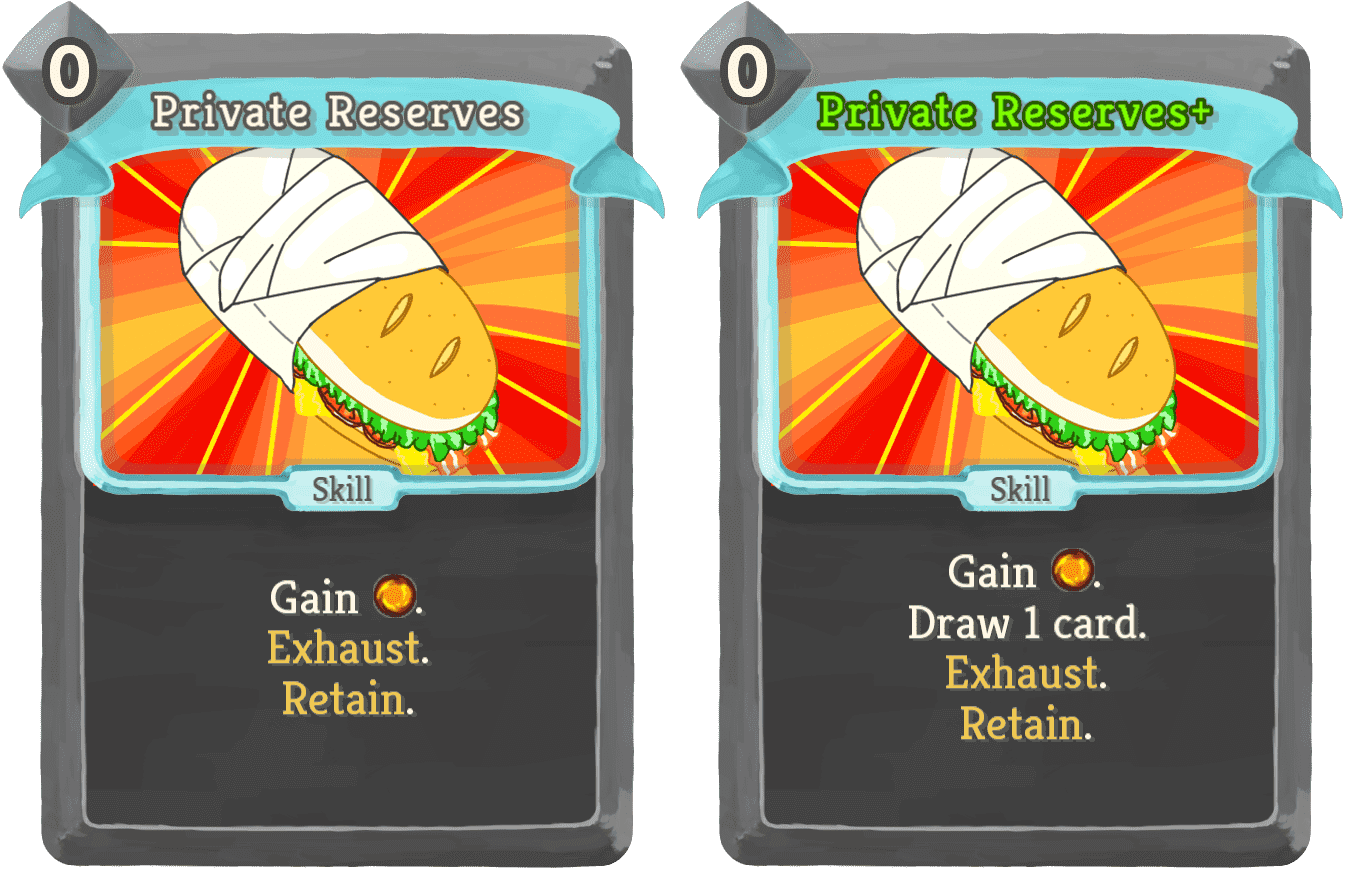 0
Private Reserves
Skill
Gain .
Exhaust.
Retain.
0
Private Reserves+
Skill
Gain .
Draw 1 card.
Exhaust.
Retain.